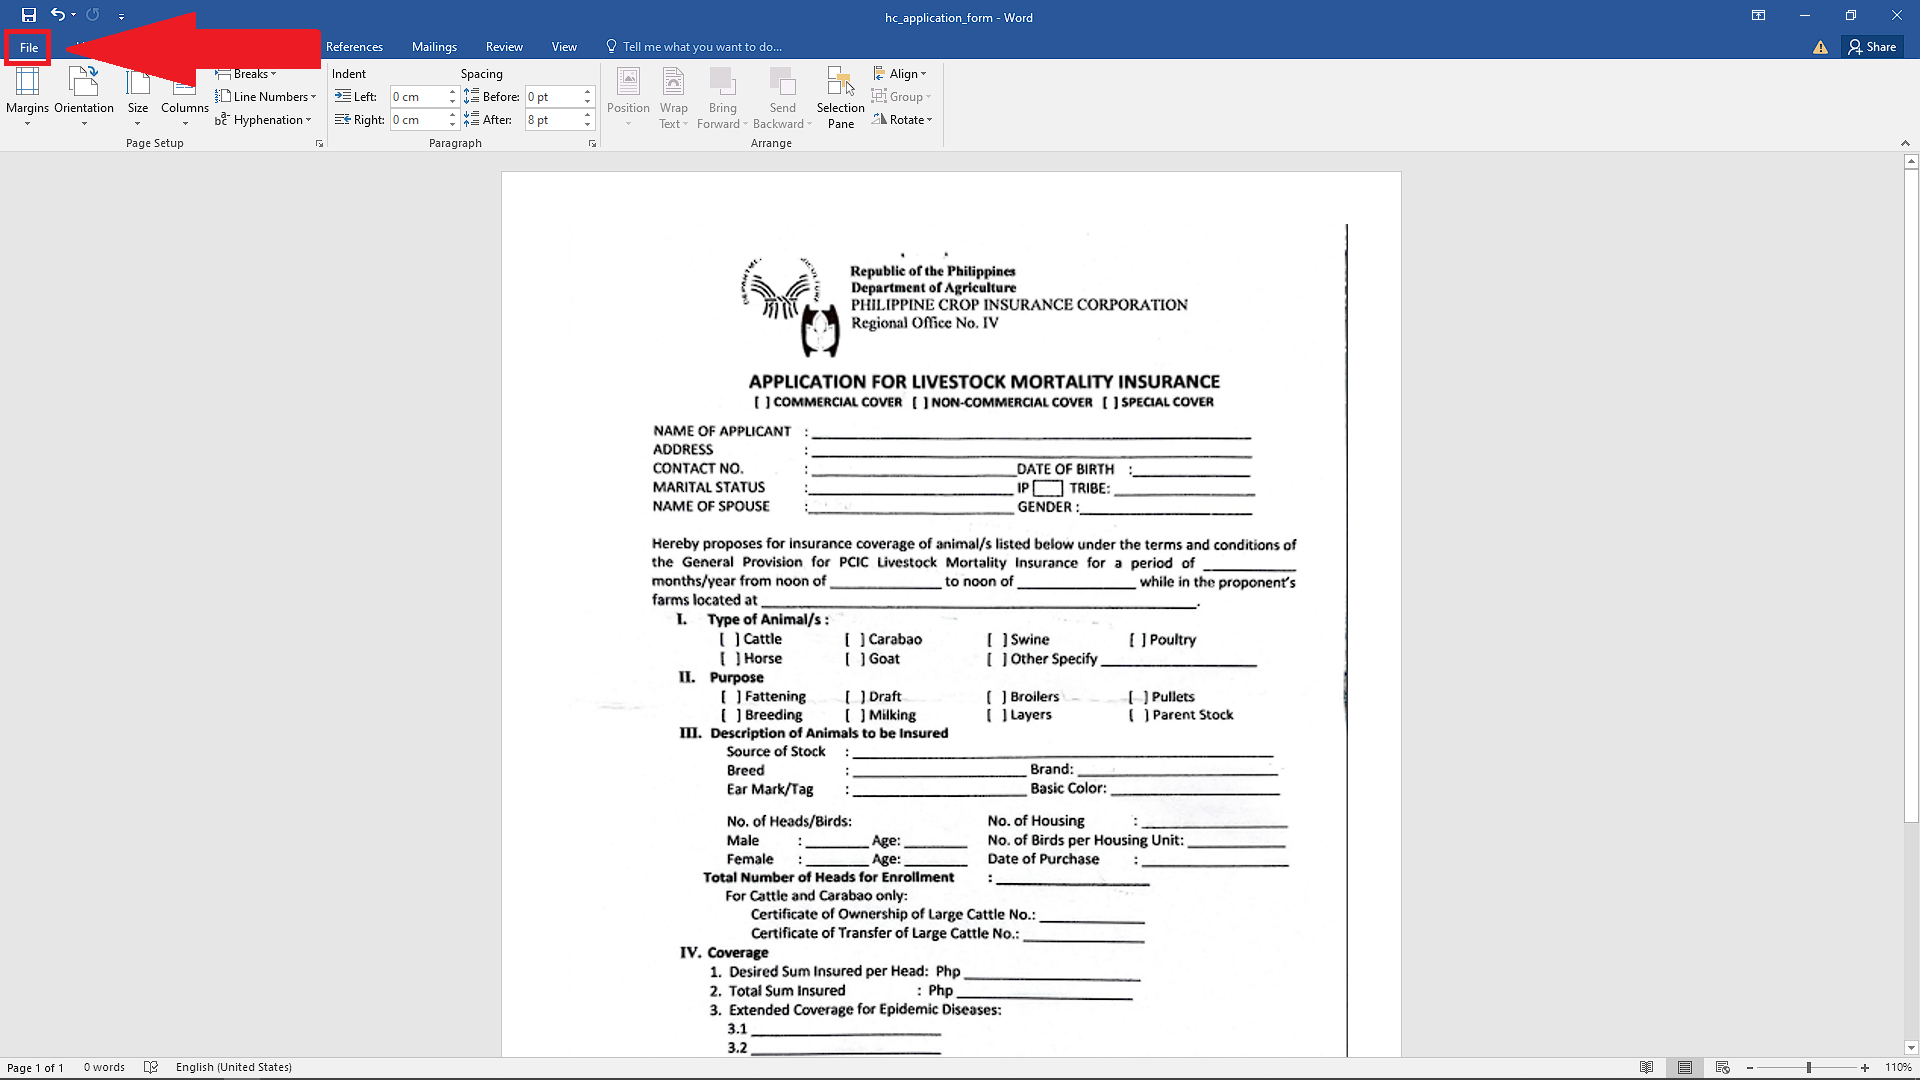 hc_application_form - Word
File
References Mailings Review View Tell me what you want to do...
Share
Margins Orientation Size Columns
Breaks
Line Numbers
Hyphenation
Page Setup
Indent Spacing
Left: 0 cm Before: 0 pt
Right: 0 cm After: 8 pt
Paragraph
Position Wrap Text Bring Forward Send Backward Selection Pane
Align
Group
Rotate
Arrange
Republic of the Philippines
Department of Agriculture
PHILIPPINE CROP INSURANCE CORPORATION
Regional Office No. IV
APPLICATION FOR LIVESTOCK MORTALITY INSURANCE
[ ] COMMERCIAL COVER [ ] NON-COMMERCIAL COVER [ ] SPECIAL COVER
NAME OF APPLICANT : ____________
ADDRESS : ____________
CONTACT NO. : ____________ DATE OF BIRTH : ____________
MARITAL STATUS : ____________ IP TRIBE: ____________
NAME OF SPOUSE : ____________ GENDER : ____________
Hereby proposes for insurance coverage of animal/s listed below under the terms and conditions of
the General Provision for PCIC Livestock Mortality Insurance for a period of ____________
months/year from noon of ____________ to noon of ____________ while in the proponent's
farms located at ____________.
I. Type of Animal/s :
[ ] Cattle [ ] Carabao [ ] Swine [ ] Poultry
[ ] Horse [ ] Goat [ ] Other Specify ____________
II. Purpose
[ ] Fattening [ ] Draft [ ] Broilers [ ] Pullets
[ ] Breeding [ ] Milking [ ] Layers [ ] Parent Stock
III. Description of Animals to be Insured
Source of Stock : ____________
Breed : ____________ Brand: ____________
Ear Mark/Tag : ____________ Basic Color: ____________
No. of Heads/Birds: No. of Housing : ____________
Male : ________ Age: ________ No. of Birds per Housing Unit: ____________
Female : ________ Age: ________ Date of Purchase : ____________
Total Number of Heads for Enrollment : ____________
For Cattle and Carabao only:
Certificate of Ownership of Large Cattle No.: ____________
Certificate of Transfer of Large Cattle No.: ____________
IV. Coverage
1. Desired Sum Insured per Head: Php ____________
2. Total Sum Insured : Php ____________
3. Extended Coverage for Epidemic Diseases:
3.1 ____________
3.2 ____________
Page 1 of 1 0 words English (United States) 110%